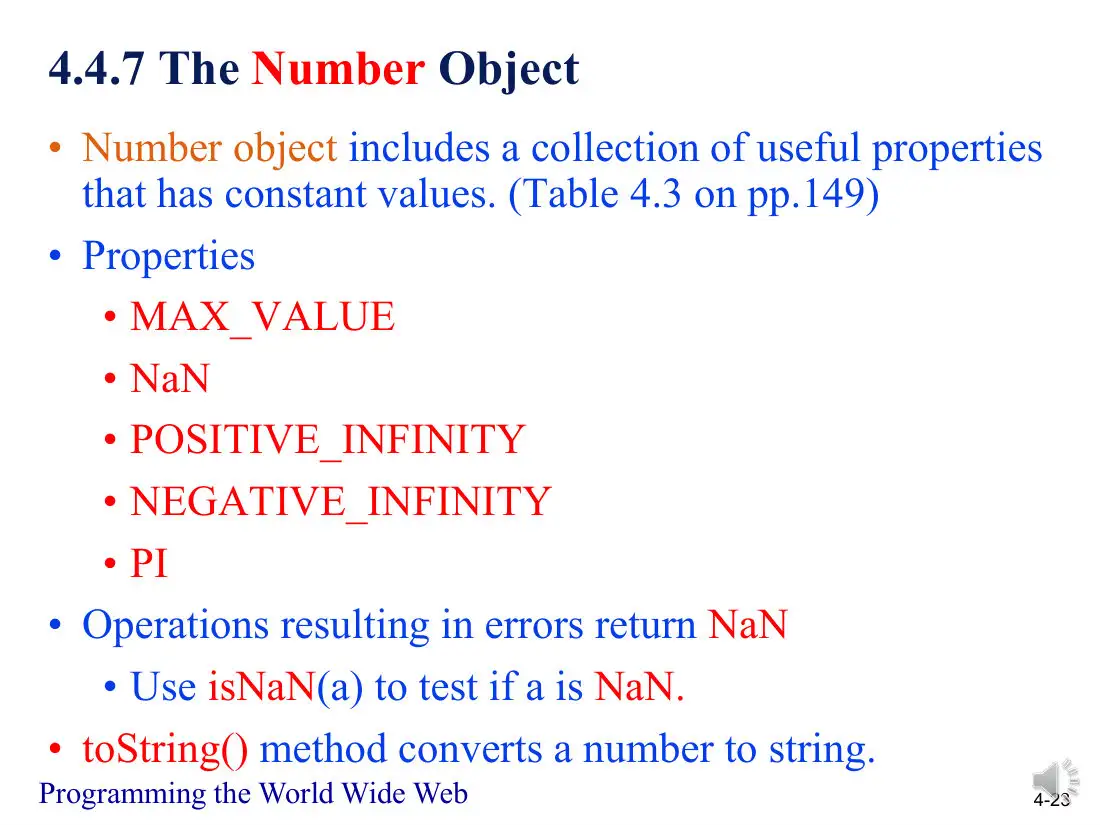 4.4.7 The Number Object
• Number object includes a collection of useful properties
that has constant values. (Table 4.3 on pp.149)
• Properties
• MAX_VALUE
• NaN
• POSITIVE_INFINITY
• NEGATIVE_INFINITY
• PI
• Operations resulting in errors return NaN
• Use isNaN(a) to test if a is NaN.
• toString() method converts a number to string.
Programming the World Wide Web
4-23